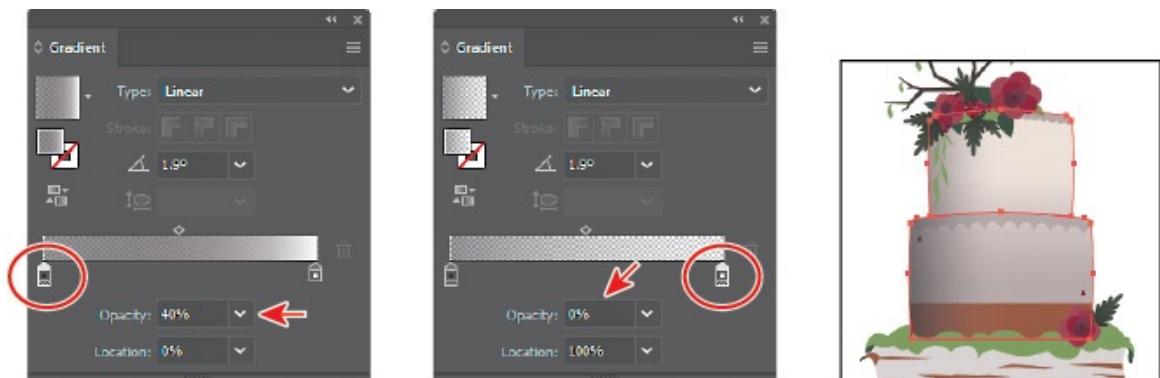 Gradient
Type: Linear
Stroke:
1.9°
Opacity: 40%
Location: 0%
Gradient
Type: Linear
Stroke:
1.9°
Opacity: 0%
Location: 100%